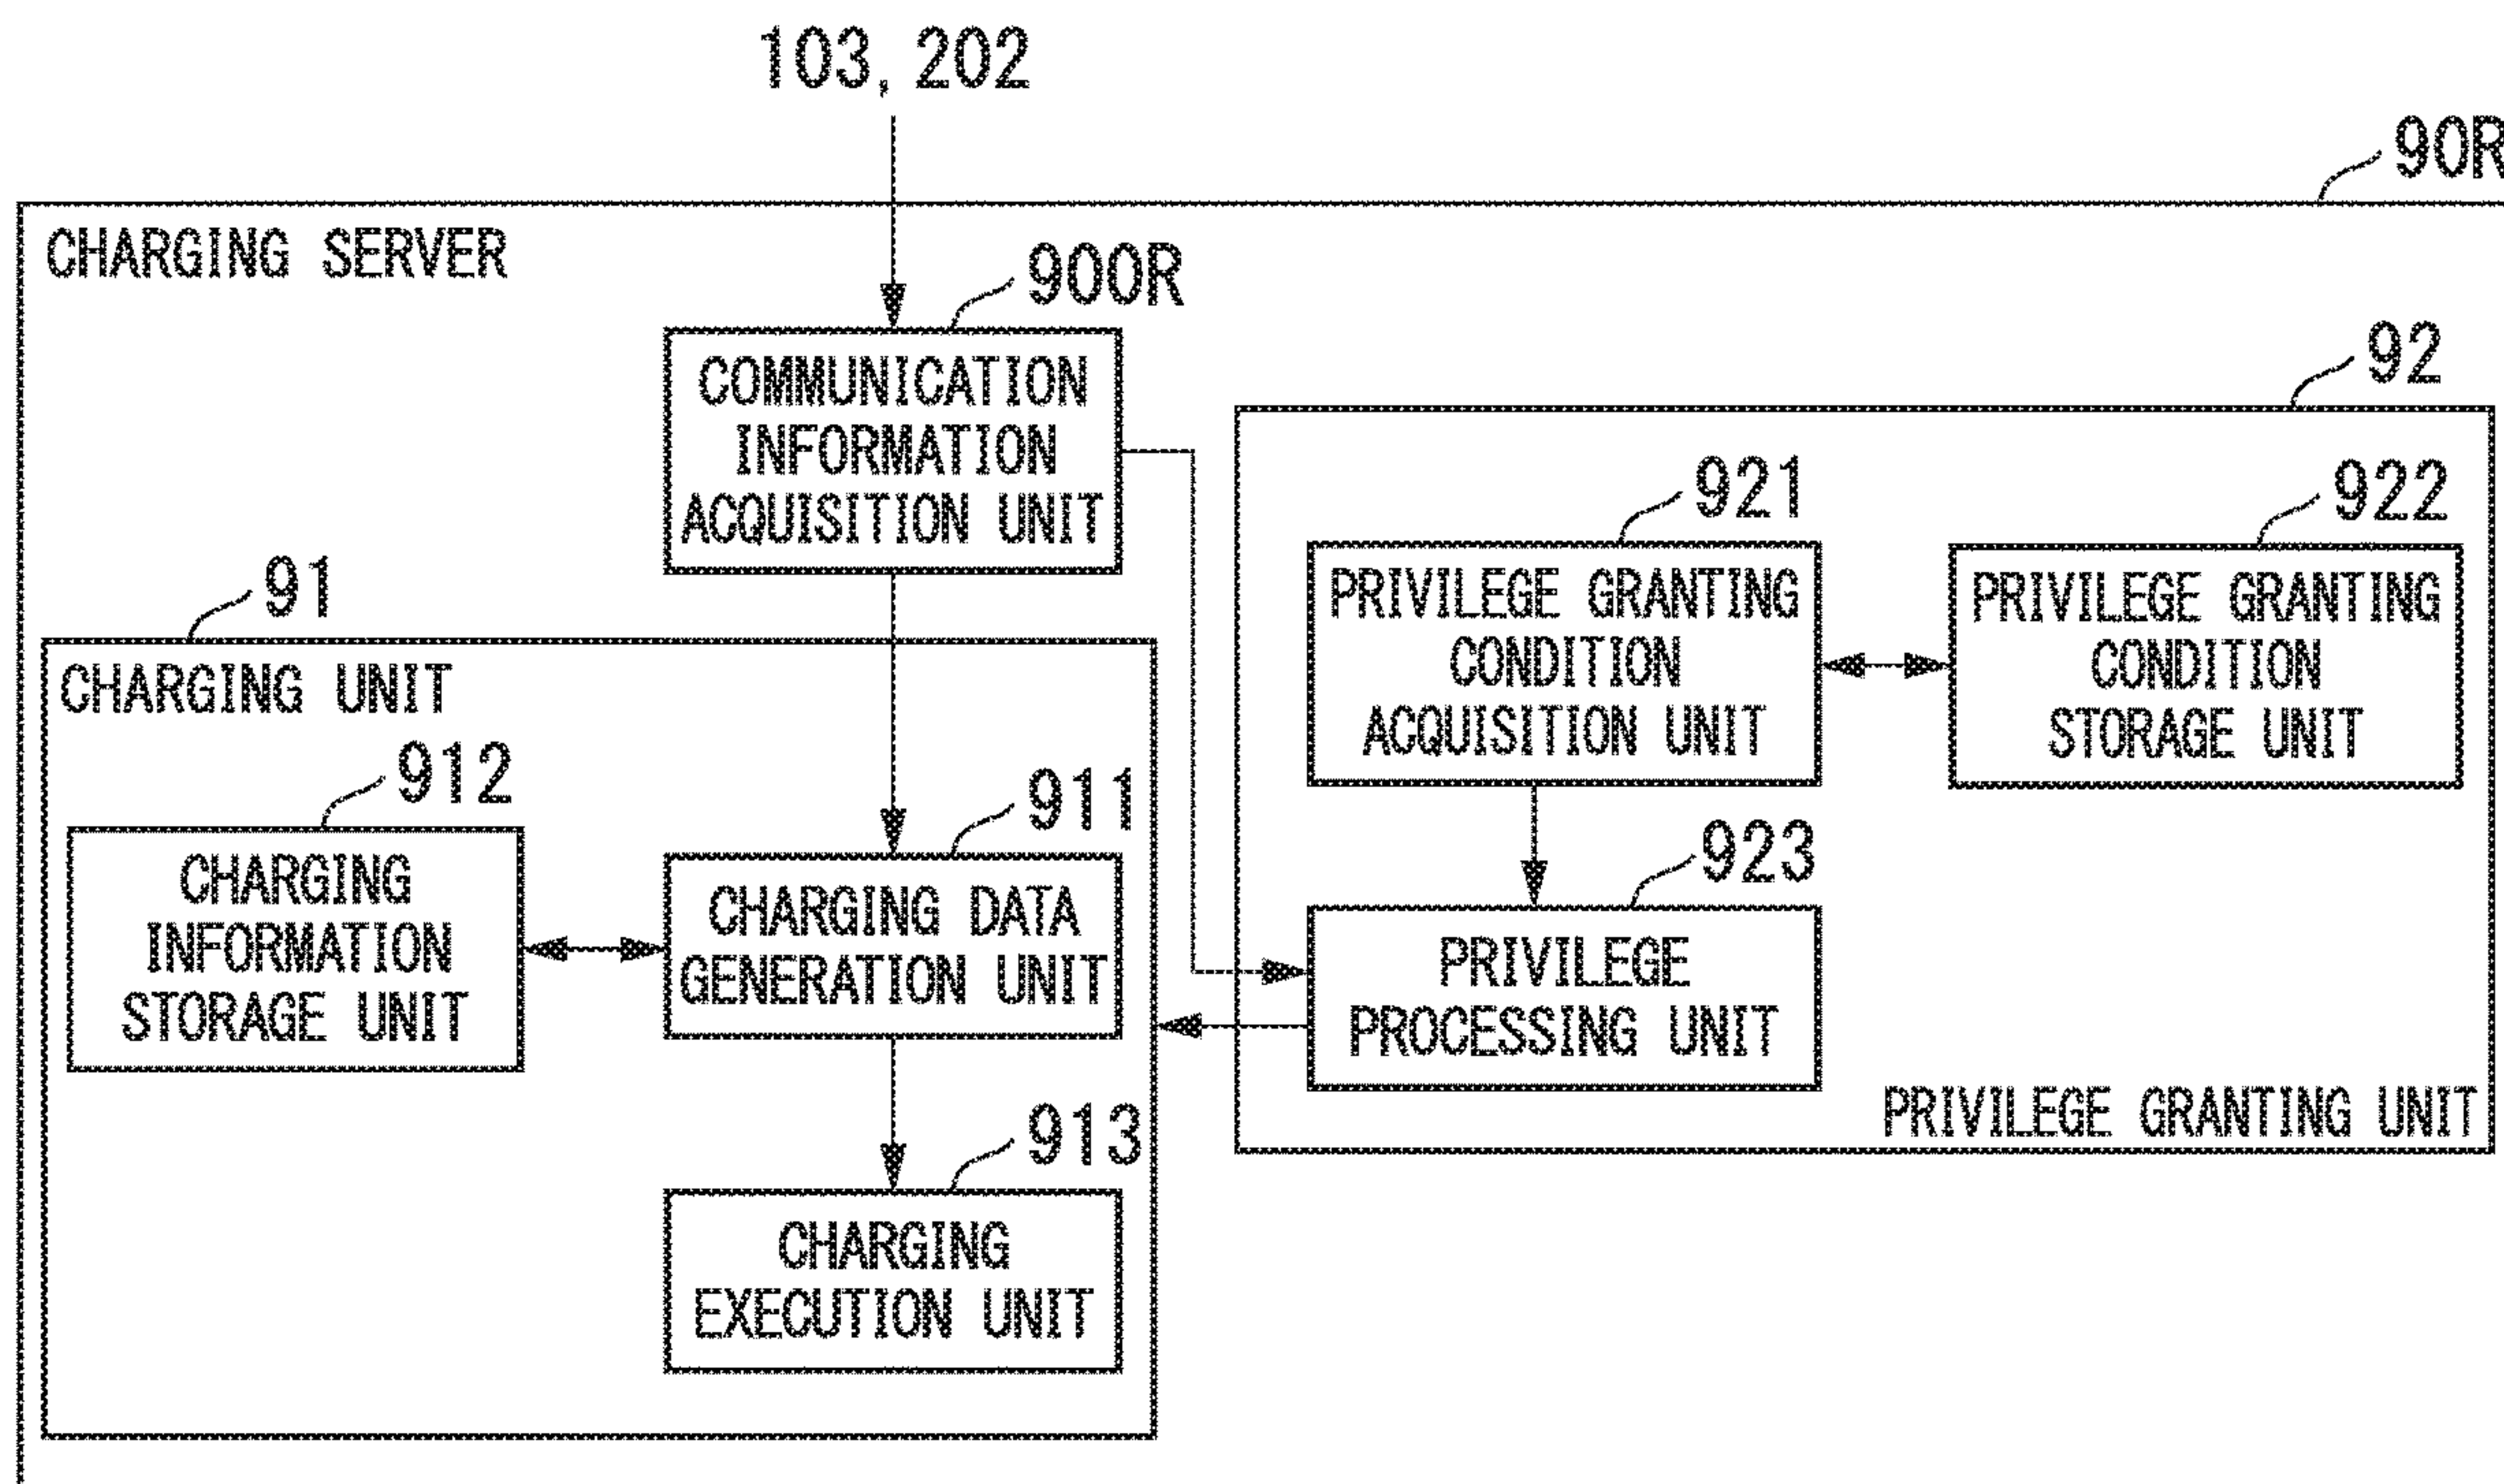 103, 202
90R
CHARGING SERVER
900R
COMMUNICATION
INFORMATION
ACQUISITION UNIT
92
921
PRIVILEGE GRANTING
CONDITION
ACQUISITION UNIT
922
PRIVILEGE GRANTING
CONDITION
STORAGE UNIT
91
CHARGING UNIT
912
CHARGING
INFORMATION
STORAGE UNIT
911
CHARGING DATA
GENERATION UNIT
923
PRIVILEGE
PROCESSING UNIT
PRIVILEGE GRANTING UNIT
913
CHARGING
EXECUTION UNIT